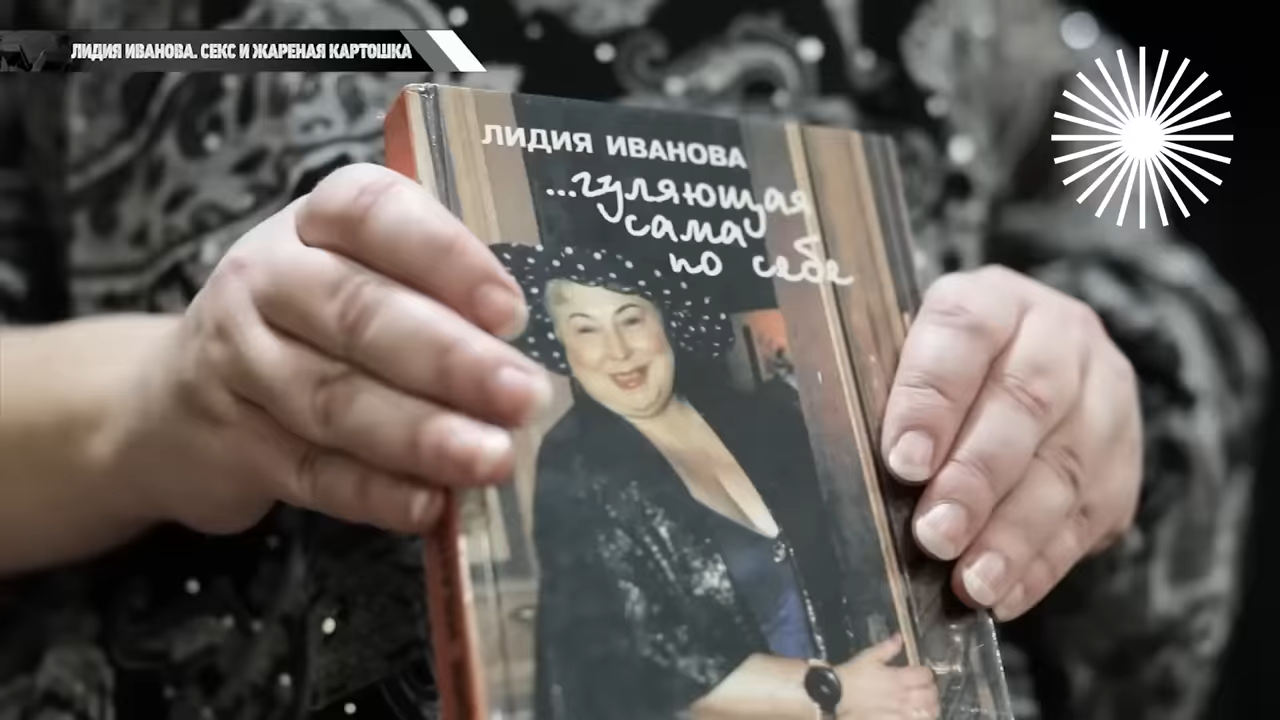 ЛИДИЯ ИВАНОВА. СЕКС И ЖАРЕНАЯ КАРТОШКА
ЛИДИЯ ИВАНОВА
...гуляющая
сама
по себе